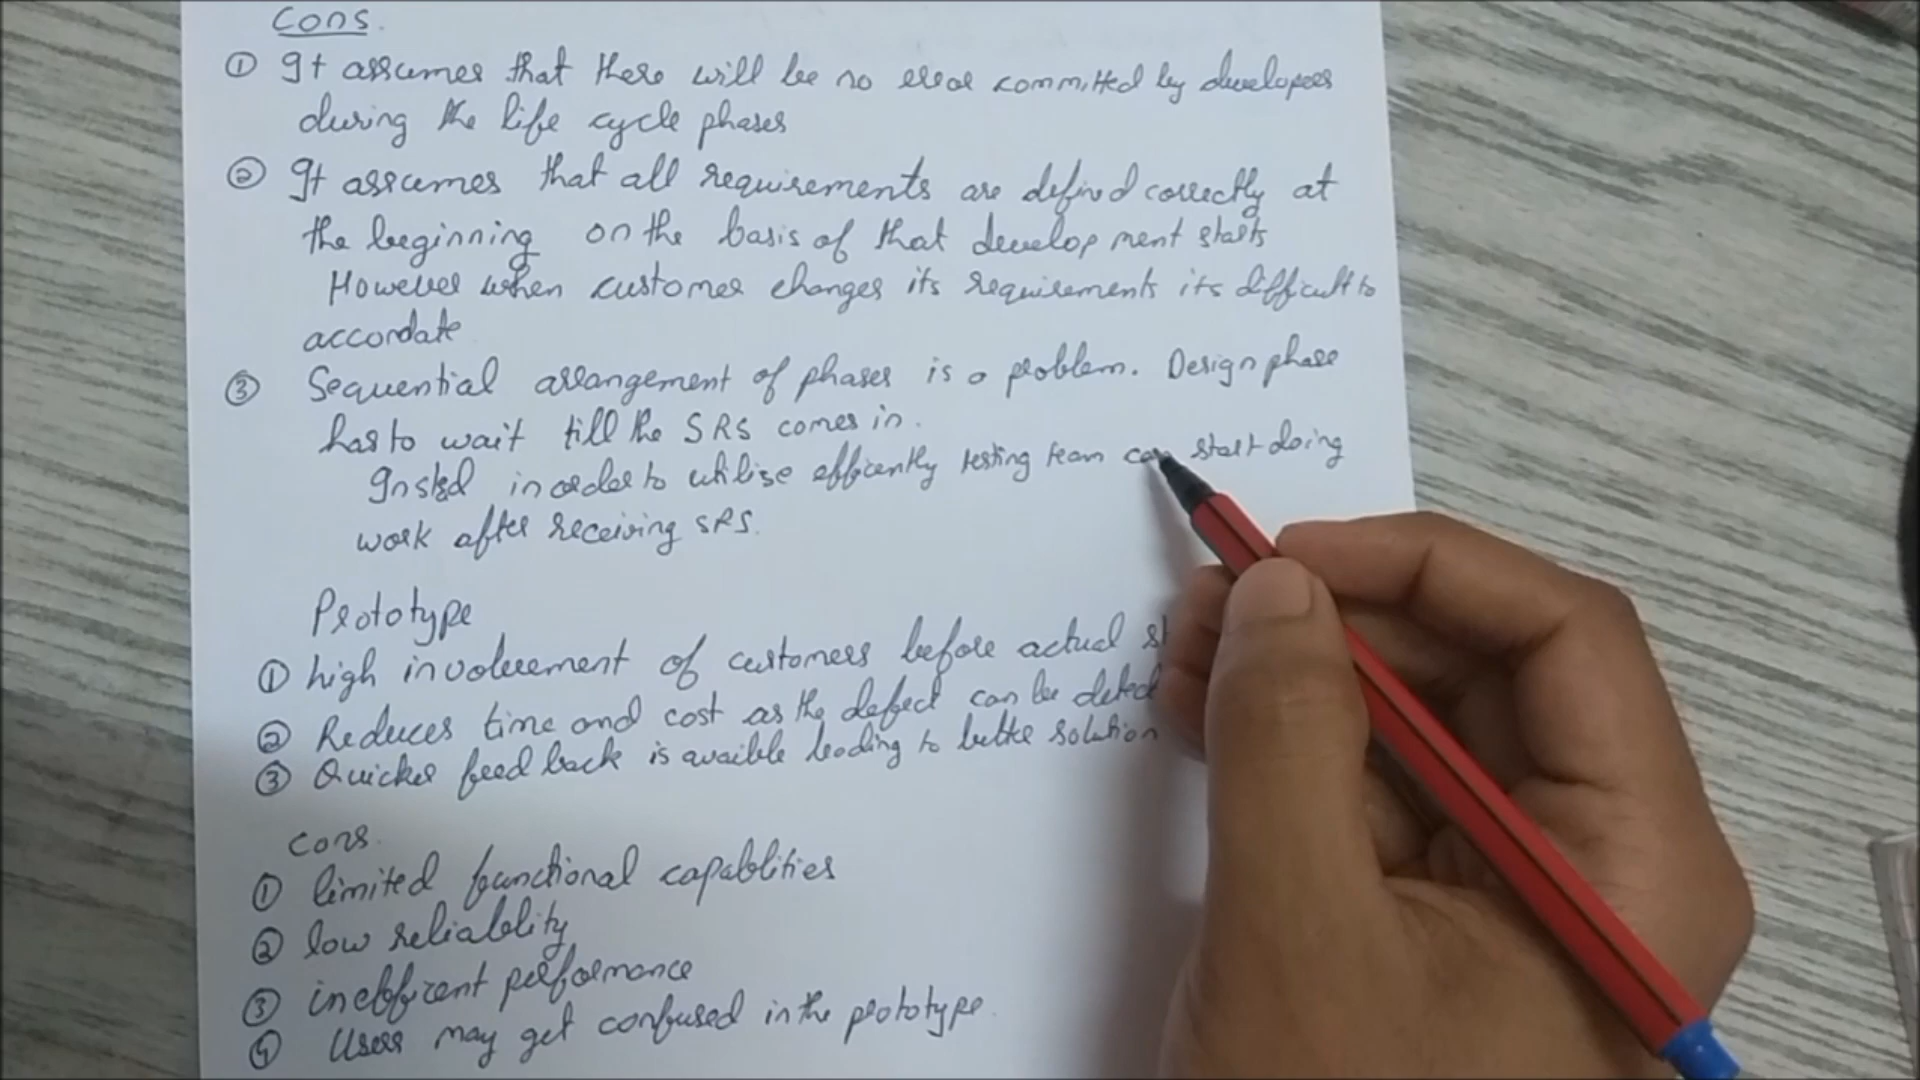 Cons.
① It assumes that there will be no error committed by developers
during the life cycle phases
② It assumes that all requirements are defined correctly at
the beginning on the basis of that development starts
However when customer changes its requirements its difficult to
accordate
③ Sequential arrangement of phases is a problem. Design phase
has to wait till the SRS comes in.
in order to utilise efficently testing team can start doing
work after receiving SRS.
Prototype
① high involvement of customers before actual st
② Reduces time and cost as the defect can be detect
③ Quicker feed back is avaible leading to better solution
Cons.
① limited functional capablities
② low reliablity
③ inefficent performance
④ Users may get confused in the prototype.